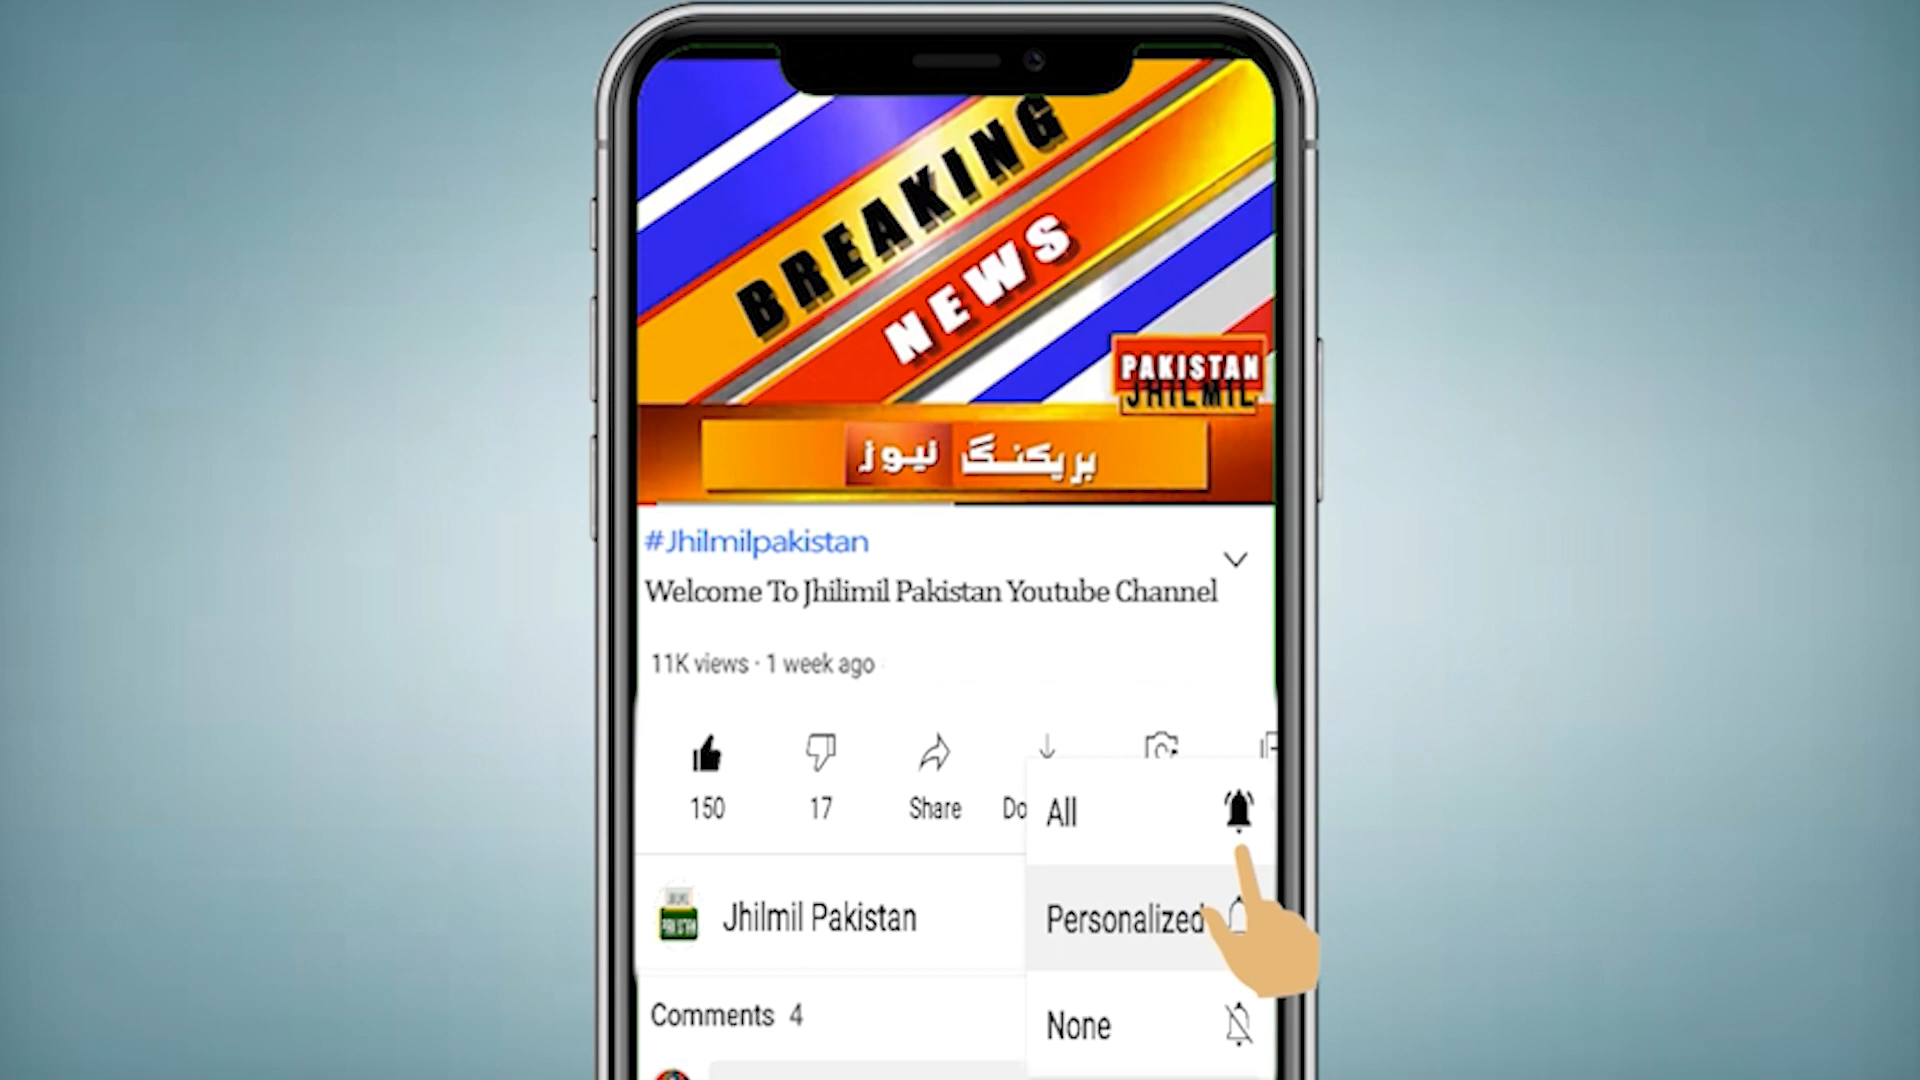 BREAKING
NEWS
PAKISTAN
JHILMIL
بریکنگ نیوز
#Jhilmilpakistan
Welcome To Jhilimil Pakistan Youtube Channel
11K views · 1 week ago
150
17
Share
Do
All
Jhilmil Pakistan
Personalized
Comments 4
None